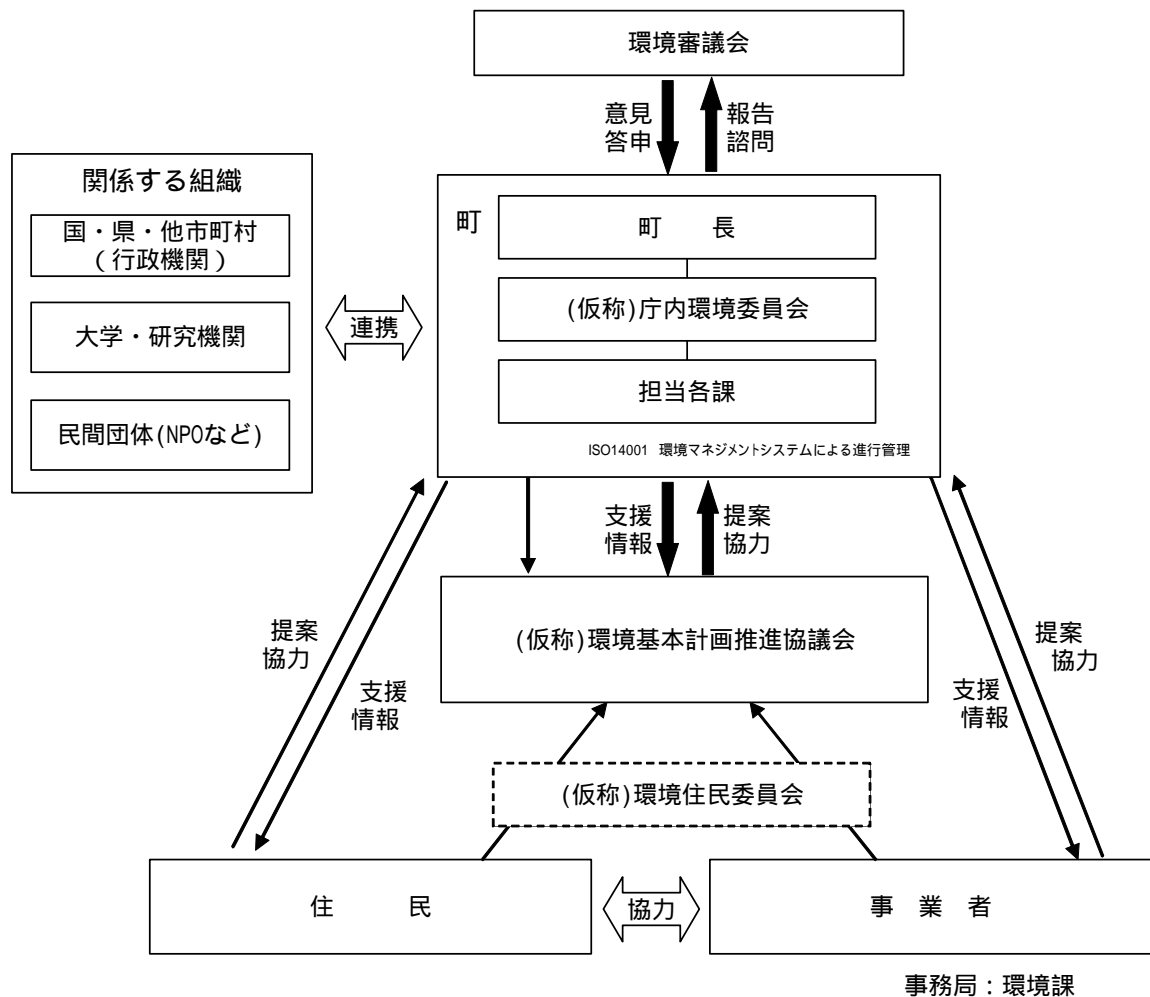 環境審議会
意見
答申
報告
諮問
関係する組織
国・県・他市町村
(行政機関)
大学・研究機関
民間団体(NPOなど)
連携
町
町　長
(仮称)庁内環境委員会
担当各課
ISO14001 環境マネジメントシステムによる進行管理
支援
情報
提案
協力
(仮称)環境基本計画推進協議会
提案
協力
支援
情報
提案
協力
支援
情報
(仮称)環境住民委員会
住　民
協力
事　業　者
事務局：環境課